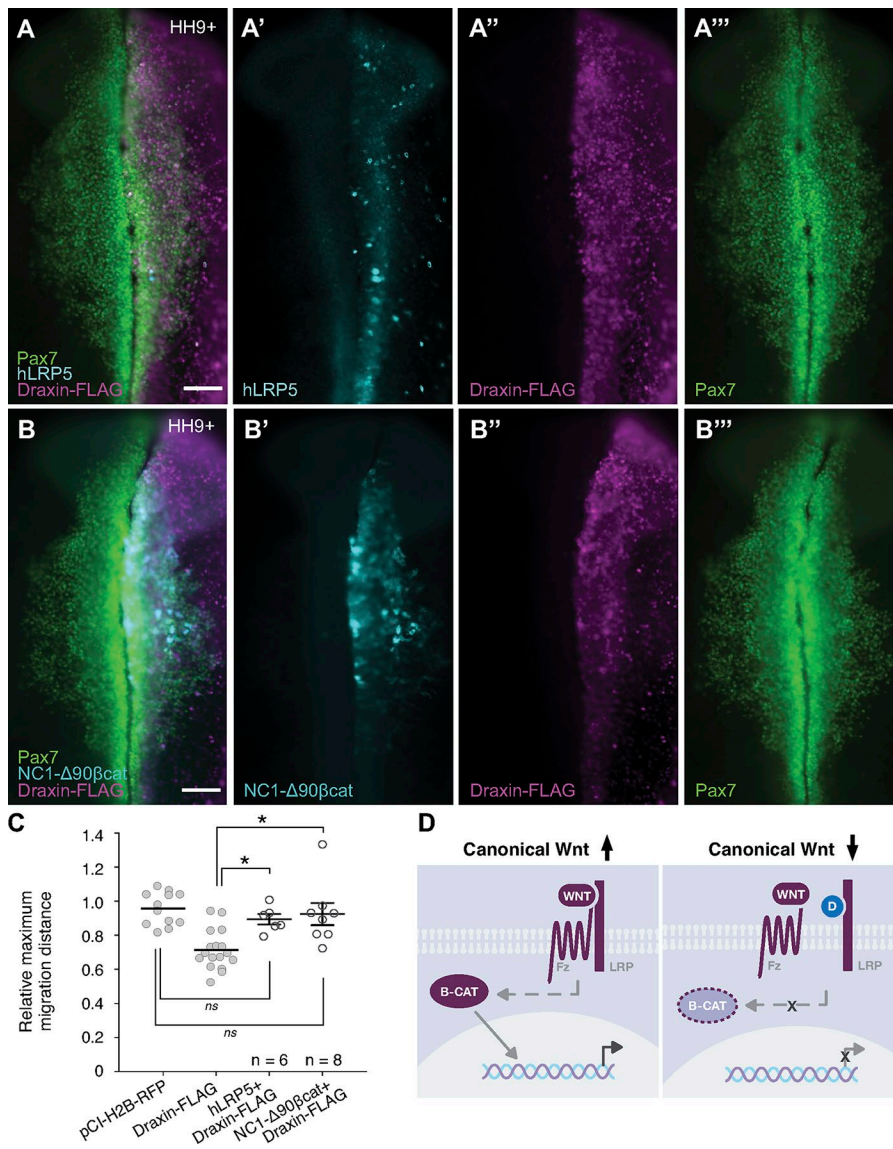 A HH9+ A’ A’’ A’’’
Pax7
hLRP5
Draxin-FLAG
hLRP5
Draxin-FLAG
Pax7
B HH9+ B’ B’’ B’’’
Pax7
NC1-Δ90βcat
Draxin-FLAG
NC1-Δ90βcat
Draxin-FLAG
Pax7
C
Relative maximum
migration distance
1.4
1.2
1.0
0.8
0.6
0.4
0.2
0
*
*
ns
ns
n = 6 n = 8
pCI-H2B-RFP
Draxin-FLAG
hLRP5+
Draxin-FLAG
NC1-Δ90βcat+
Draxin-FLAG
D
Canonical Wnt
WNT
Fz
LRP
B-CAT
Canonical Wnt
WNT
D
Fz
LRP
B-CAT
X
X